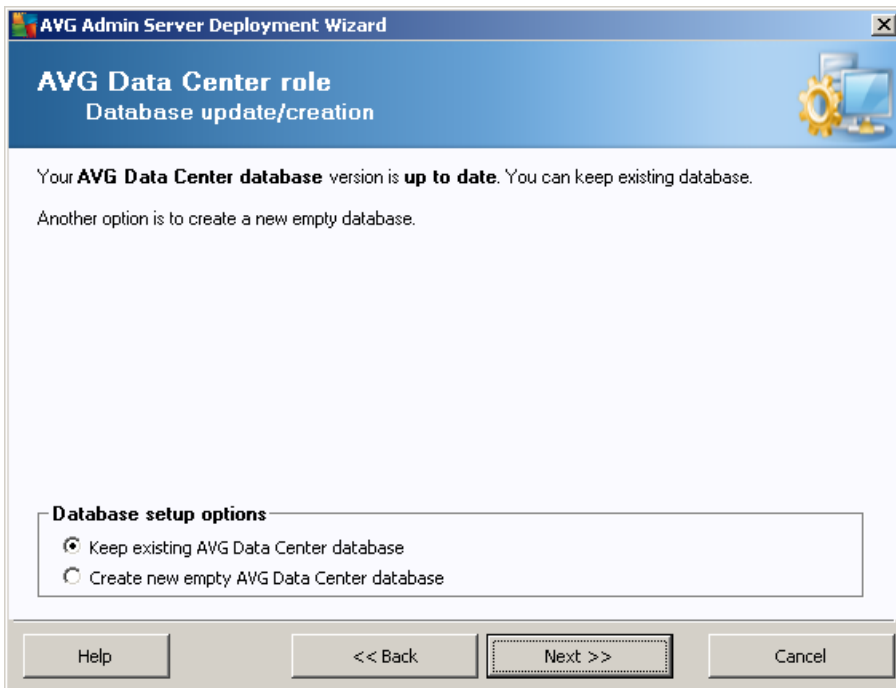 AVG Admin Server Deployment Wizard
AVG Data Center role
Database update/creation
Your AVG Data Center database version is up to date. You can keep existing database.
Another option is to create a new empty database.
Database setup options
Keep existing AVG Data Center database
Create new empty AVG Data Center database
Help << Back Next >> Cancel